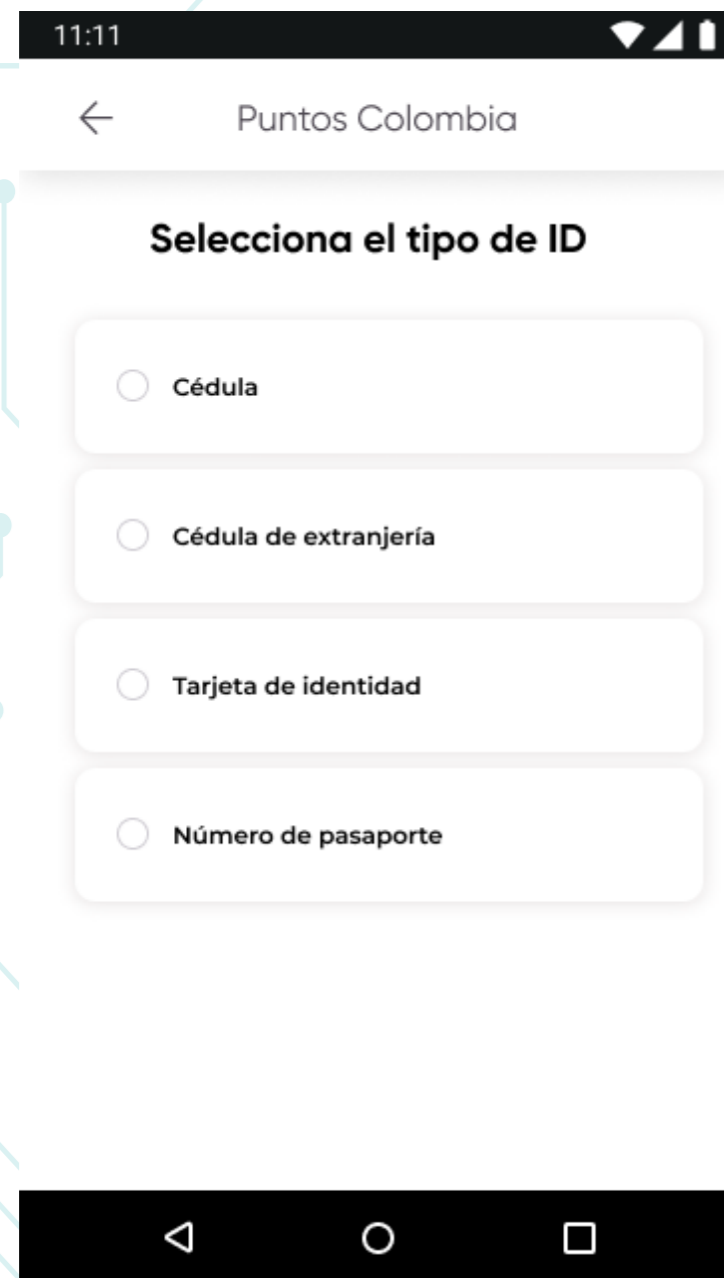 11:11
Puntos Colombia
Selecciona el tipo de ID
Cédula
Cédula de extranjería
Tarjeta de identidad
Número de pasaporte